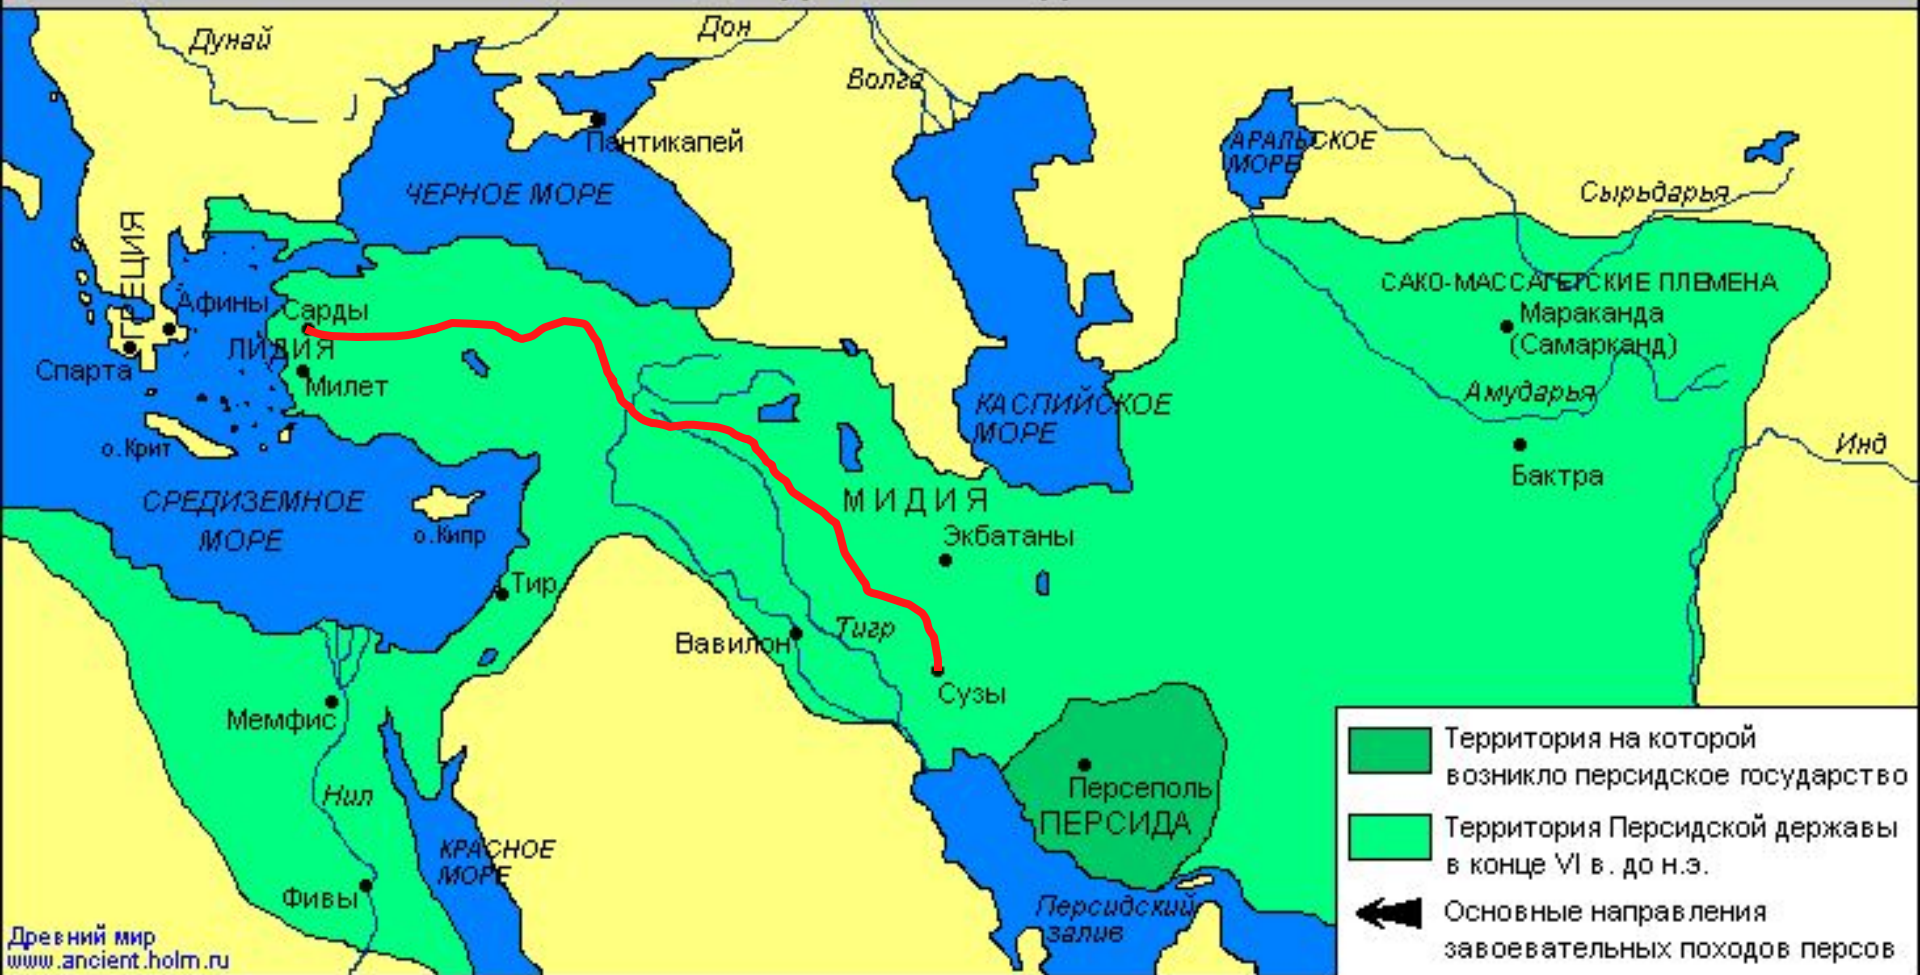 Дунай
Дон
Волга
Пантикапей
АРАЛЬСКОЕ
МОРЕ
ЧЕРНОЕ МОРЕ
Сырьдарья
ГРЕЦИЯ
САКО-МАССАГЕТСКИЕ ПЛЕМЕНА
Афины
Сарды
Мараканда
(Самарканд)
ЛИДИЯ
Спарта
Милет
Амударья
КАСПИЙСКОЕ
МОРЕ
о.Крит
Инд
Бактра
СРЕДИЗЕМНОЕ
МОРЕ
МИДИЯ
о.Кипр
Экбатаны
Тир
Вавилон
Тигр
Сузы
Мемфис
Нил
Персеполь
ПЕРСИДА
КРАСНОЕ
МОРЕ
Фивы
Персидский
залив
Территория на которой
возникло персидское государство
Территория Персидской державы
в конце VI в. до н.э.
Основные направления
завоевательных походов персов
Древний мир
www.ancient.holm.ru